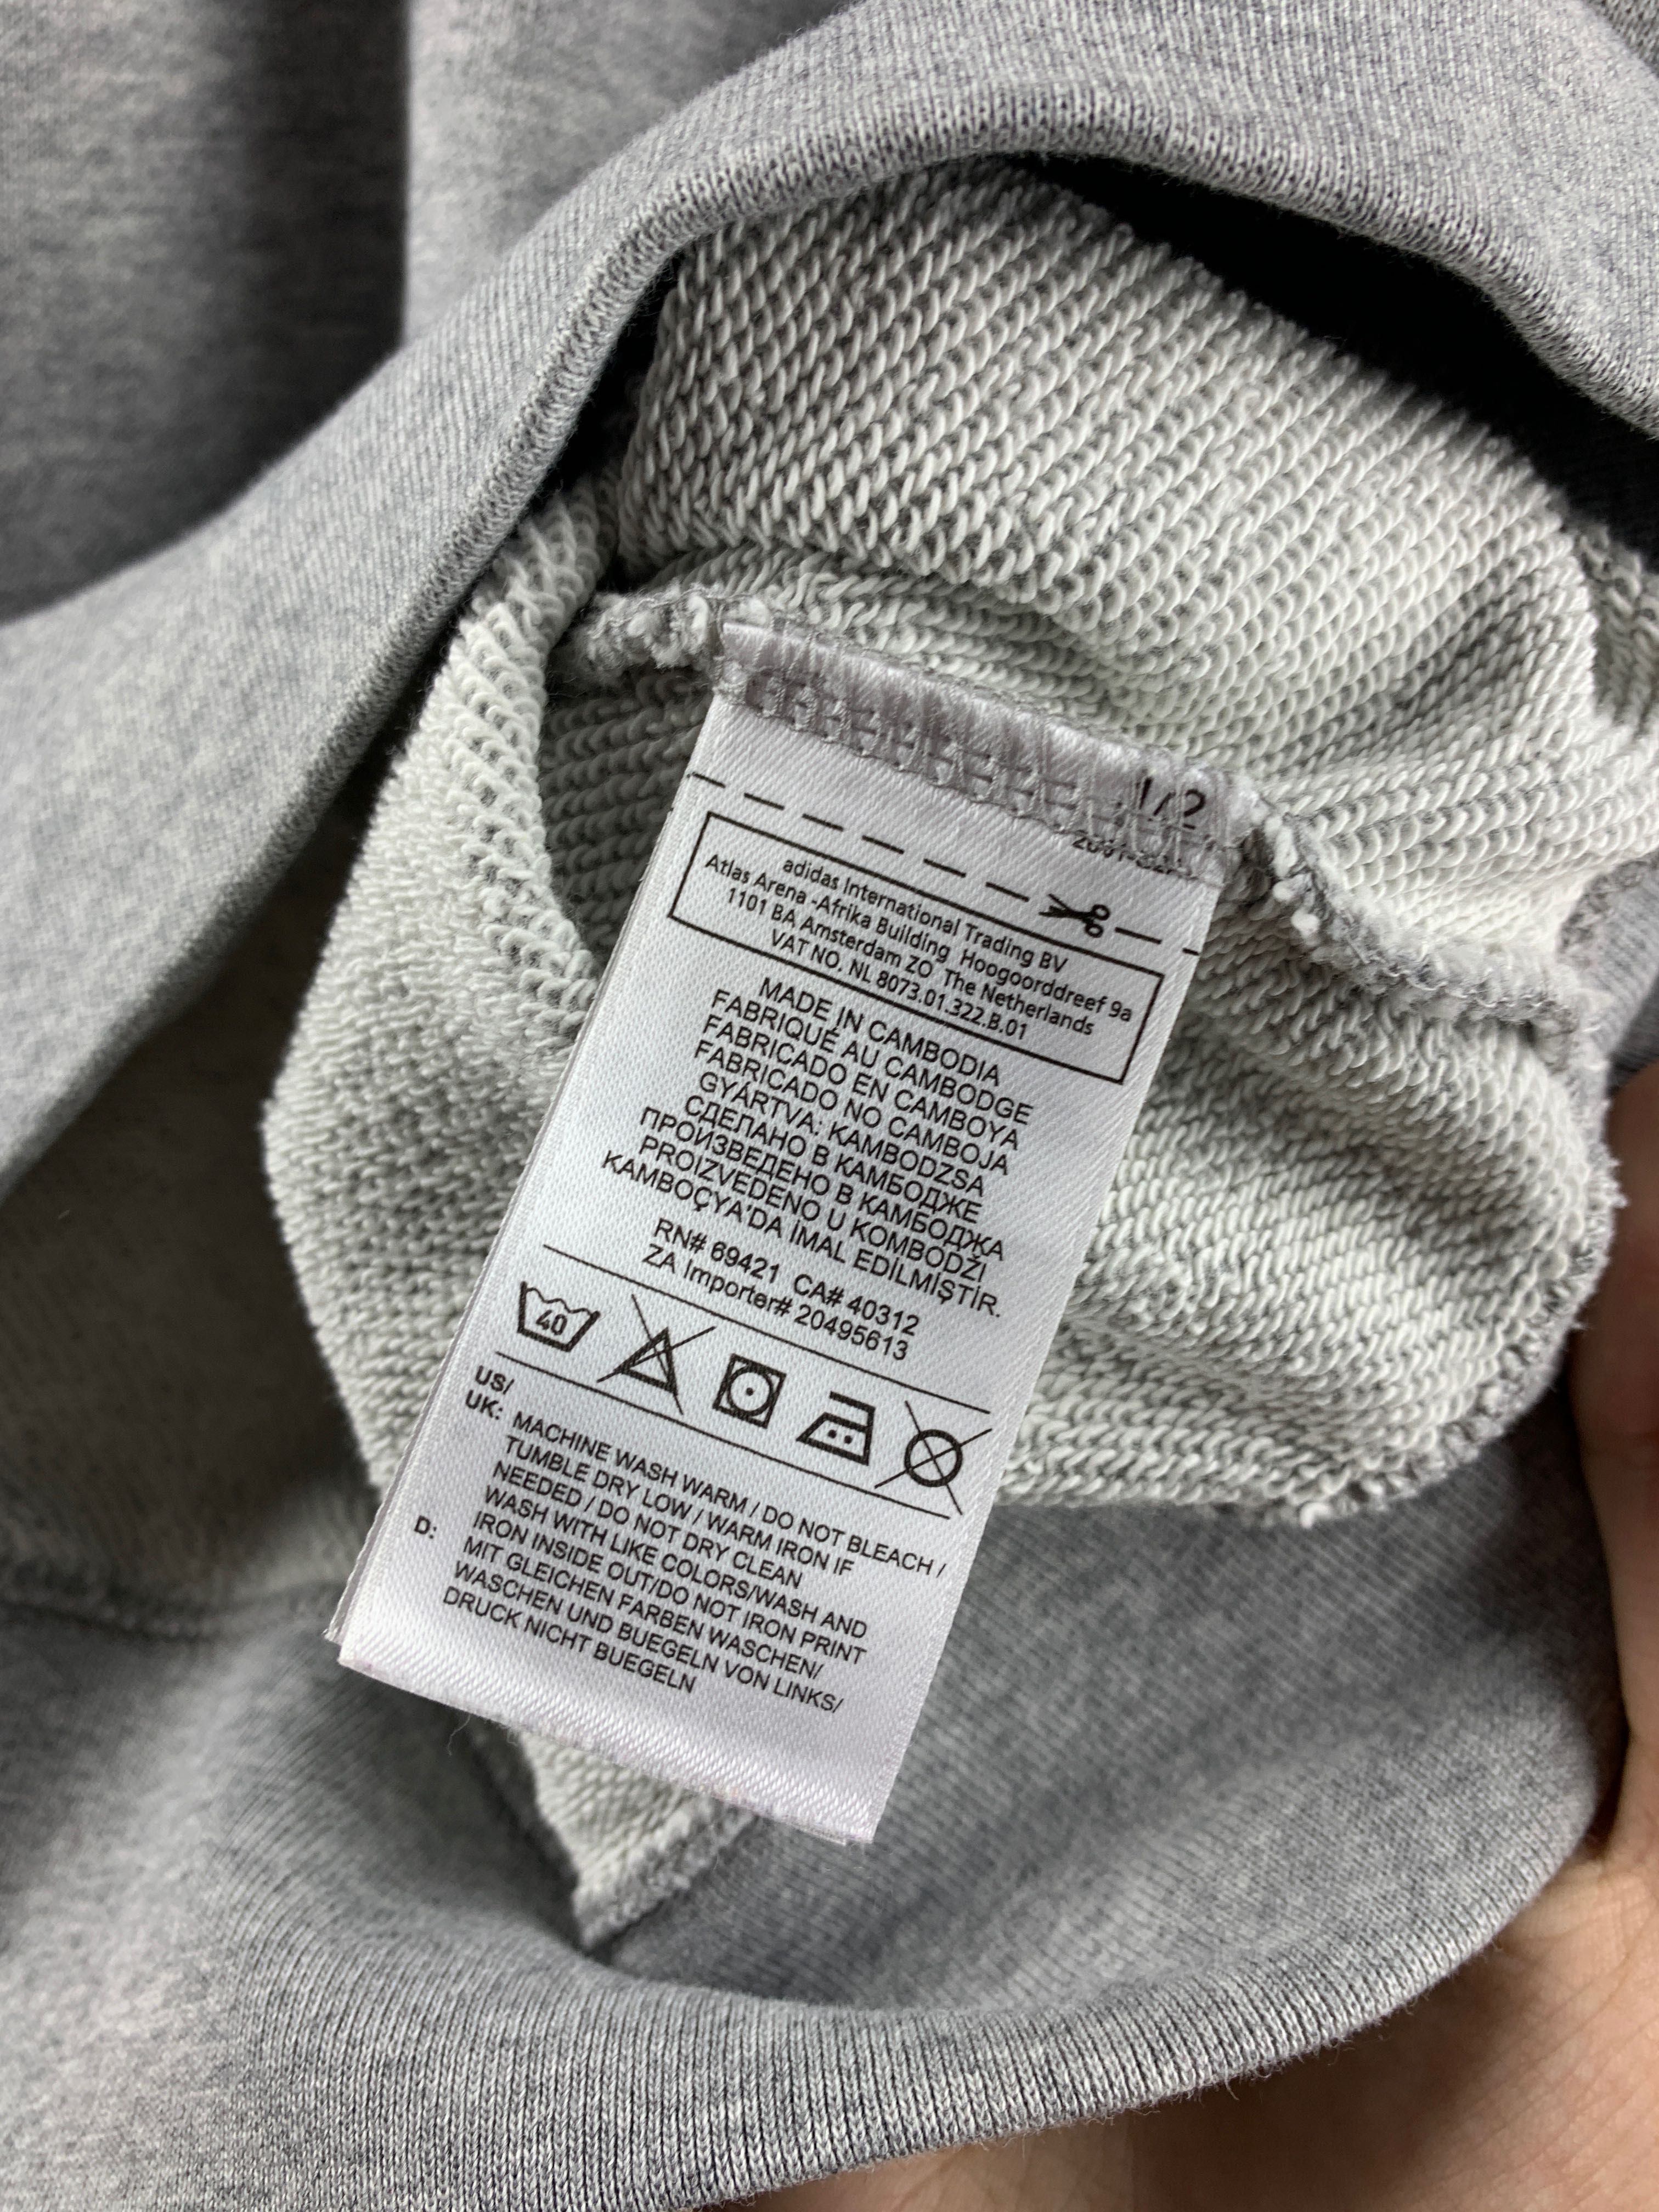 1/2
adidas International Trading BV
Atlas Arena -Afrika Building Hoogoorddreef 9a
1101 BA Amsterdam ZO The Netherlands
VAT NO. NL 8073.01.322.B.01
MADE IN CAMBODIA
FABRIQUÉ AU CAMBODGE
FABRICADO EN CAMBOYA
FABRICADO NO CAMBOJA
GYÁRTVA: KAMBODZSA
СДЕЛАНО В КАМБОДЖЕ
ПРОИЗВЕДЕНО В КАМБОДЖА
PROIZVEDENO U KOMBODŽI
KAMBOÇYA'DA İMAL EDİLMİŞTİR.
RN# 69421 CA# 40312
ZA Importer# 20495613
40
US/
UK: MACHINE WASH WARM / DO NOT BLEACH /
TUMBLE DRY LOW / WARM IRON IF
NEEDED / DO NOT DRY CLEAN
WASH WITH LIKE COLORS/WASH AND
IRON INSIDE OUT/DO NOT IRON PRINT
D: MIT GLEICHEN FARBEN WASCHEN/
WASCHEN UND BUEGELN VON LINKS/
DRUCK NICHT BUEGELN